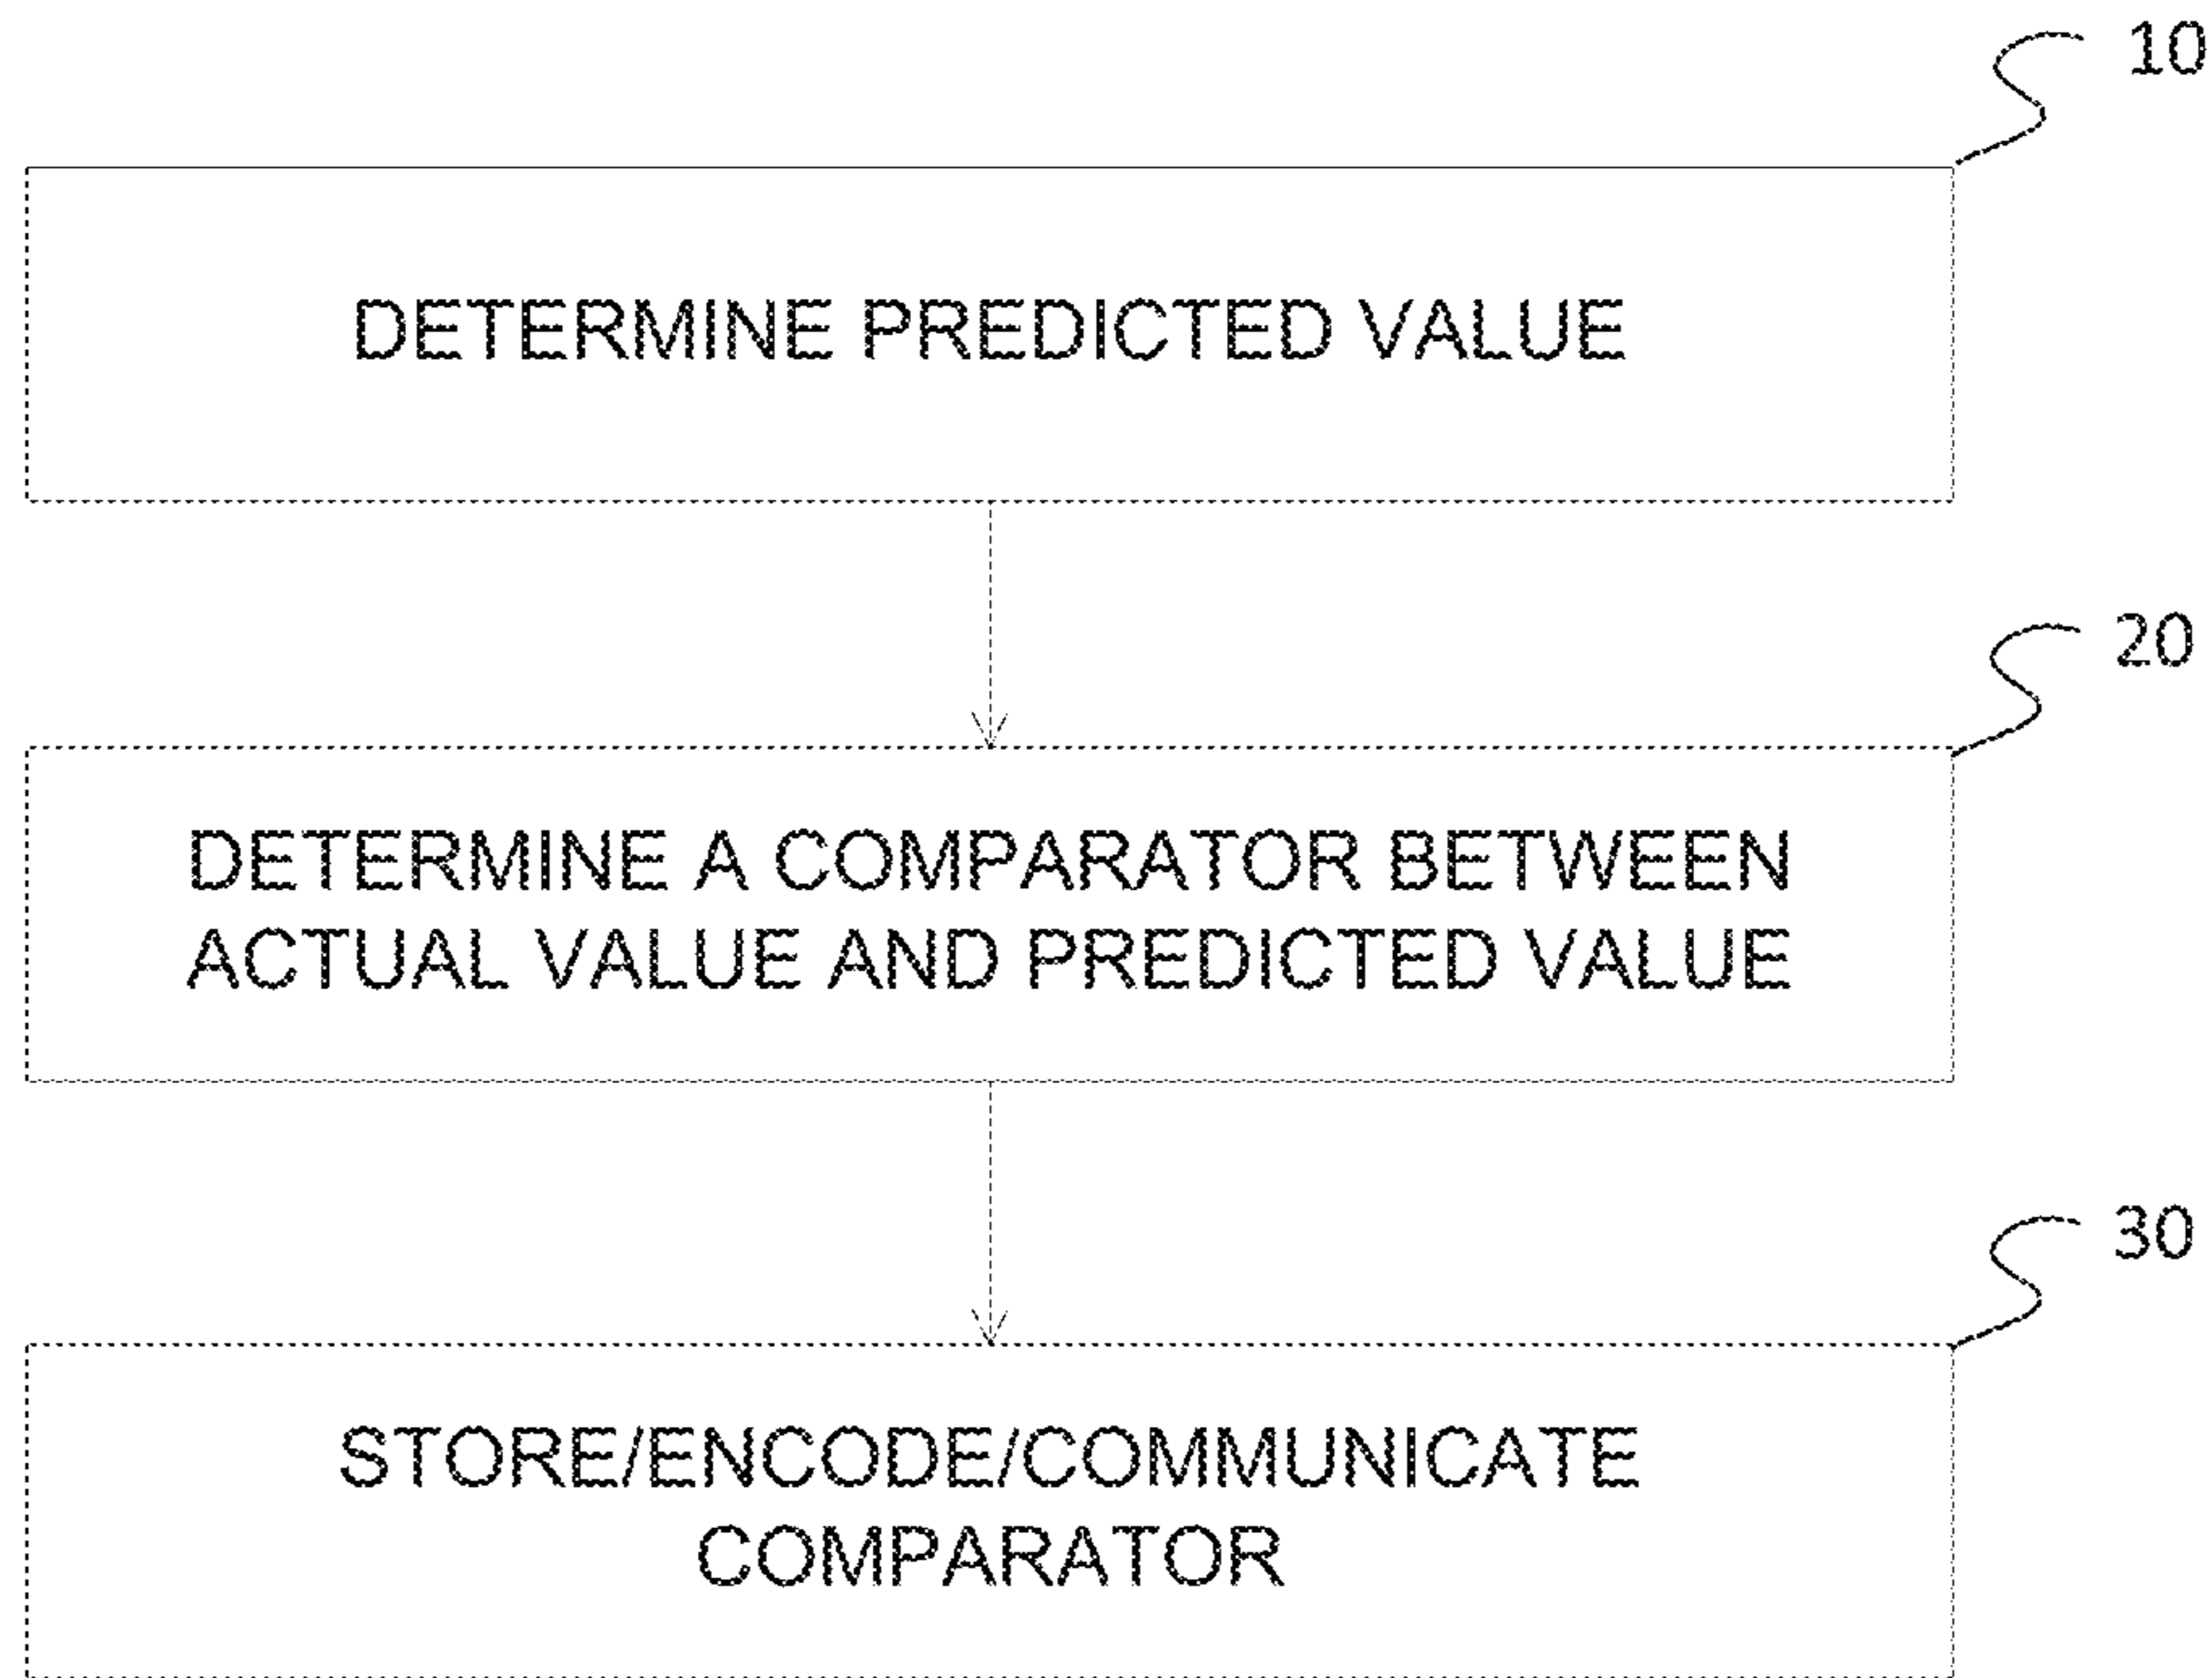 10
DETERMINE PREDICTED VALUE
20
DETERMINE A COMPARATOR BETWEEN
ACTUAL VALUE AND PREDICTED VALUE
30
STORE/ENCODE/COMMUNICATE
COMPARATOR